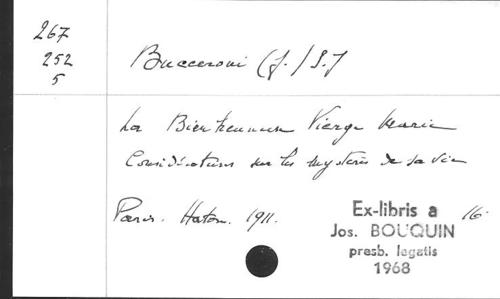 267
252
5
Bucceroni (J.) S.J
La Bienheureuse Vierge Marie
Considérations sur les mystères de sa vie
Paris. Haton. 1911. 16.
Ex-libris a
Jos. BOUQUIN
presb. legatis
1968